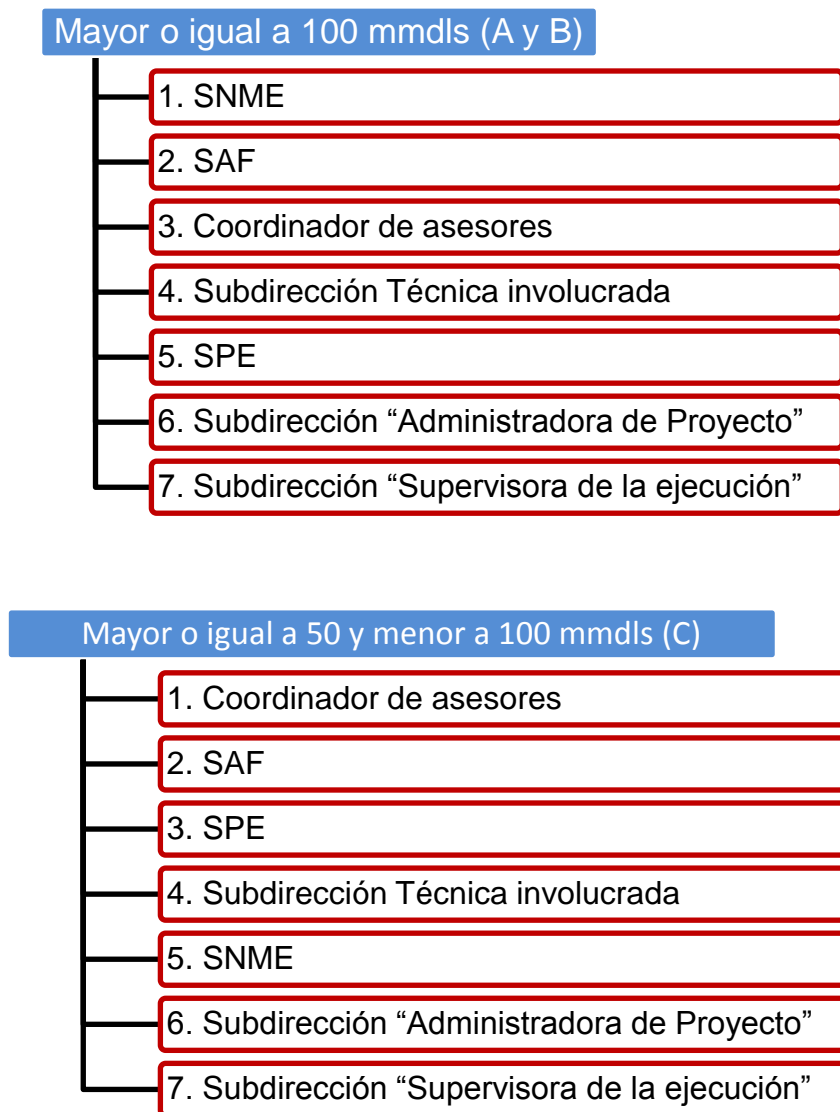 Mayor o igual a 100 mmdls (A y B)
1. SNME
2. SAF
3. Coordinador de asesores
4. Subdirección Técnica involucrada
5. SPE
6. Subdirección “Administradora de Proyecto”
7. Subdirección “Supervisora de la ejecución”
Mayor o igual a 50 y menor a 100 mmdls (C)
1. Coordinador de asesores
2. SAF
3. SPE
4. Subdirección Técnica involucrada
5. SNME
6. Subdirección “Administradora de Proyecto”
7. Subdirección “Supervisora de la ejecución”